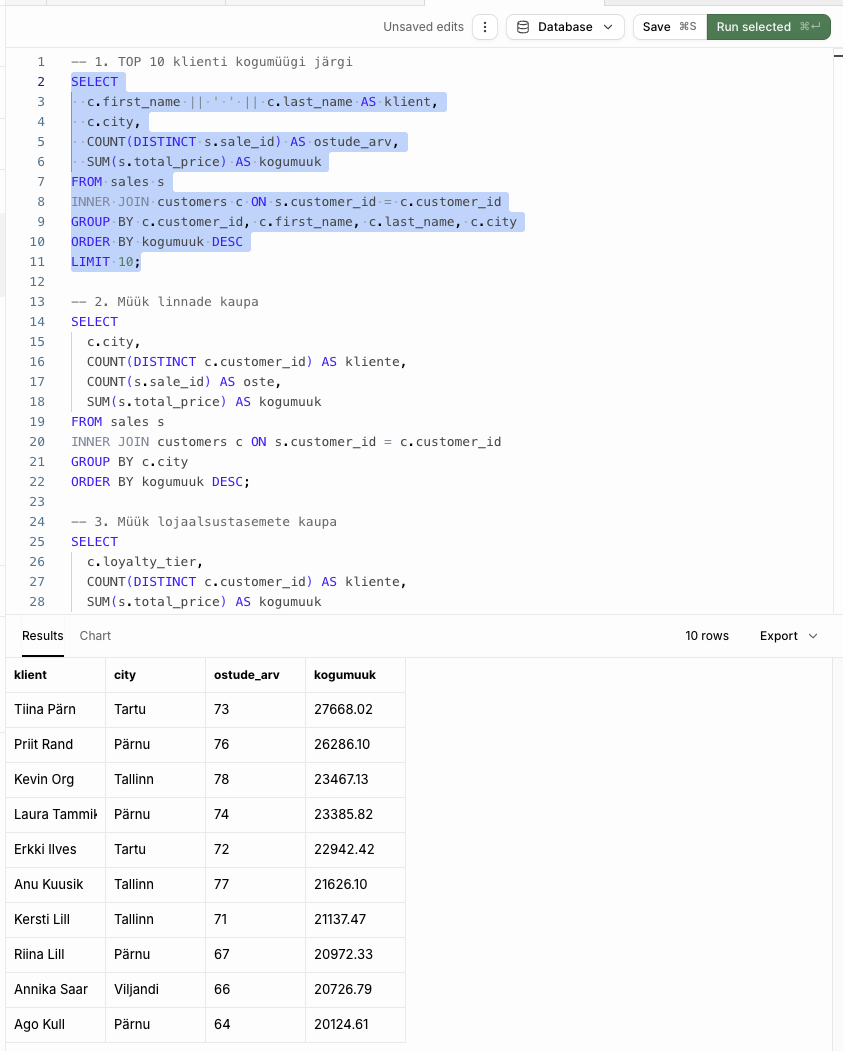 Unsaved edits
Database
Save ⌘S
Run selected ⌘↵
1 -- 1. TOP 10 klienti kogumüügi järgi
2 SELECT
3 c.first_name || ' ' || c.last_name AS klient,
4 c.city,
5 COUNT(DISTINCT s.sale_id) AS ostude_arv,
6 SUM(s.total_price) AS kogumuuk
7 FROM sales s
8 INNER JOIN customers c ON s.customer_id = c.customer_id
9 GROUP BY c.customer_id, c.first_name, c.last_name, c.city
10 ORDER BY kogumuuk DESC
11 LIMIT 10;
12
13 -- 2. Müük linnade kaupa
14 SELECT
15 c.city,
16 COUNT(DISTINCT c.customer_id) AS kliente,
17 COUNT(s.sale_id) AS oste,
18 SUM(s.total_price) AS kogumuuk
19 FROM sales s
20 INNER JOIN customers c ON s.customer_id = c.customer_id
21 GROUP BY c.city
22 ORDER BY kogumuuk DESC;
23
24 -- 3. Müük lojaalsustasemete kaupa
25 SELECT
26 c.loyalty_tier,
27 COUNT(DISTINCT c.customer_id) AS kliente,
28 SUM(s.total_price) AS kogumuuk
Results Chart 10 rows Export
klient city ostude_arv kogumuuk
Tiina Pärn Tartu 73 27668.02
Priit Rand Pärnu 76 26286.10
Kevin Org Tallinn 78 23467.13
Laura Tammik Pärnu 74 23385.82
Erkki Ilves Tartu 72 22942.42
Anu Kuusik Tallinn 77 21626.10
Kersti Lill Tallinn 71 21137.47
Riina Lill Pärnu 67 20972.33
Annika Saar Viljandi 66 20726.79
Ago Kull Pärnu 64 20124.61